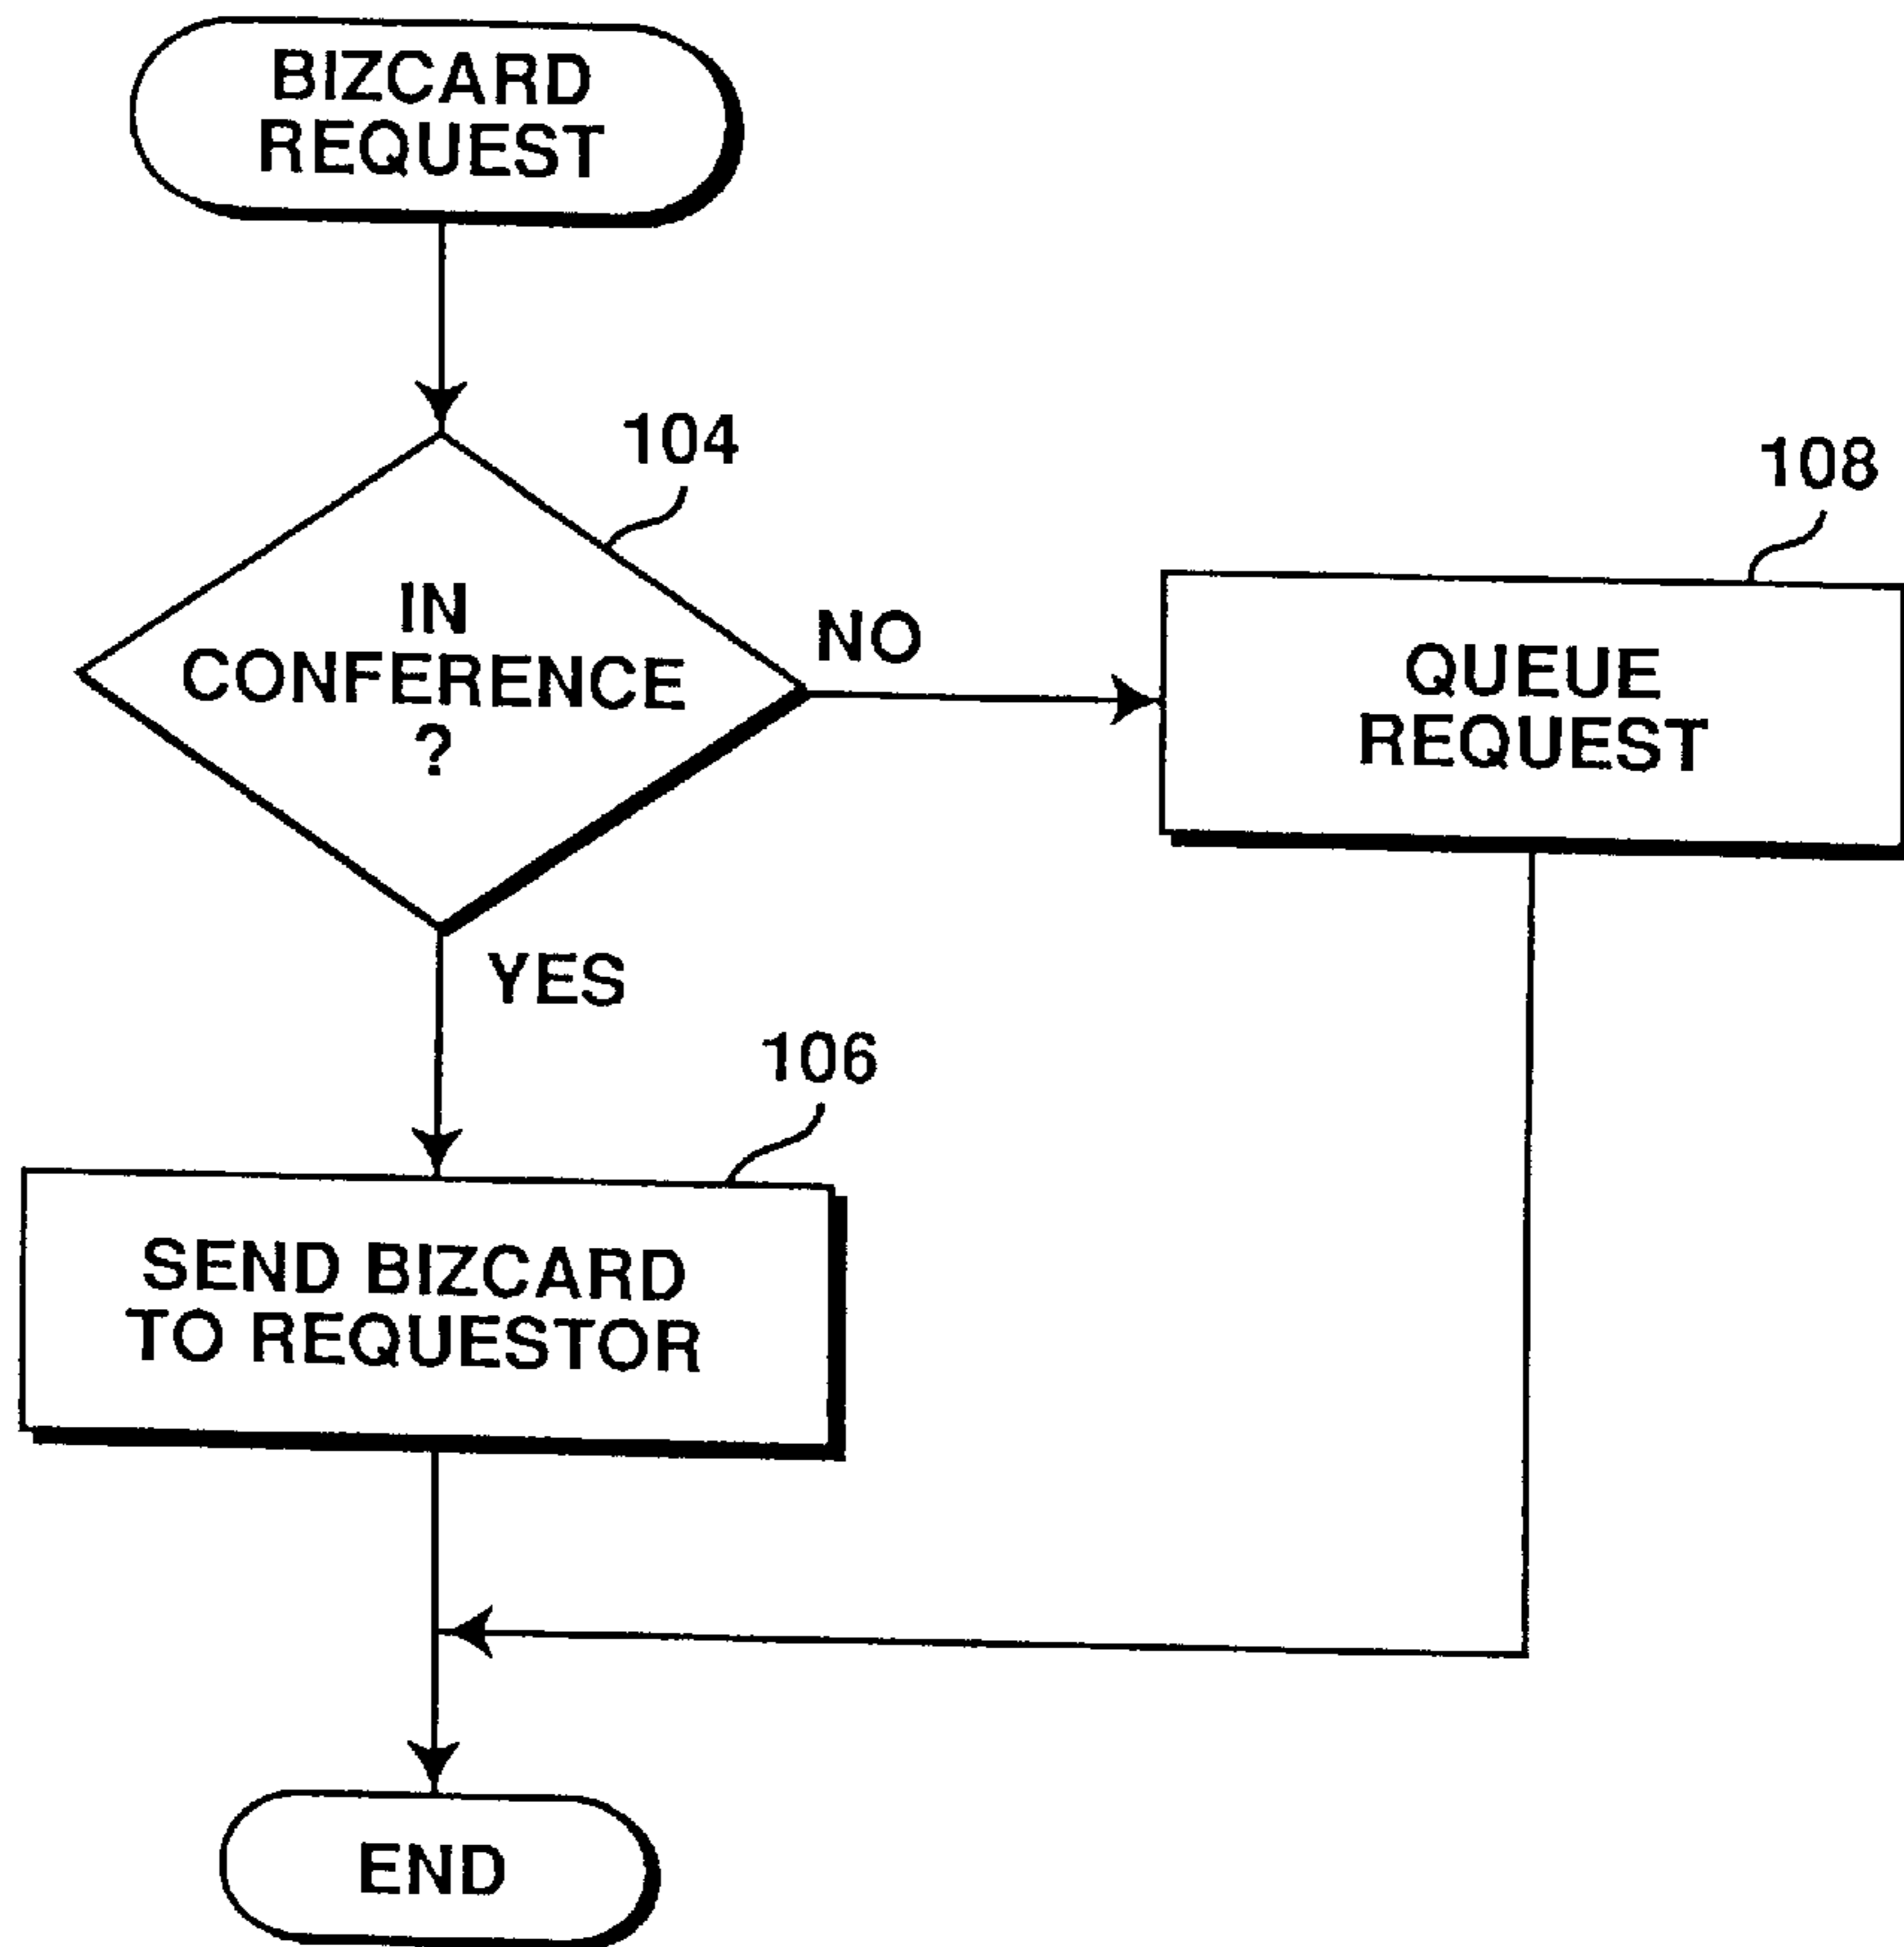 BIZCARD
REQUEST
104
108
IN
CONFERENCE
?
NO
QUEUE
REQUEST
YES
106
SEND BIZCARD
TO REQUESTOR
END